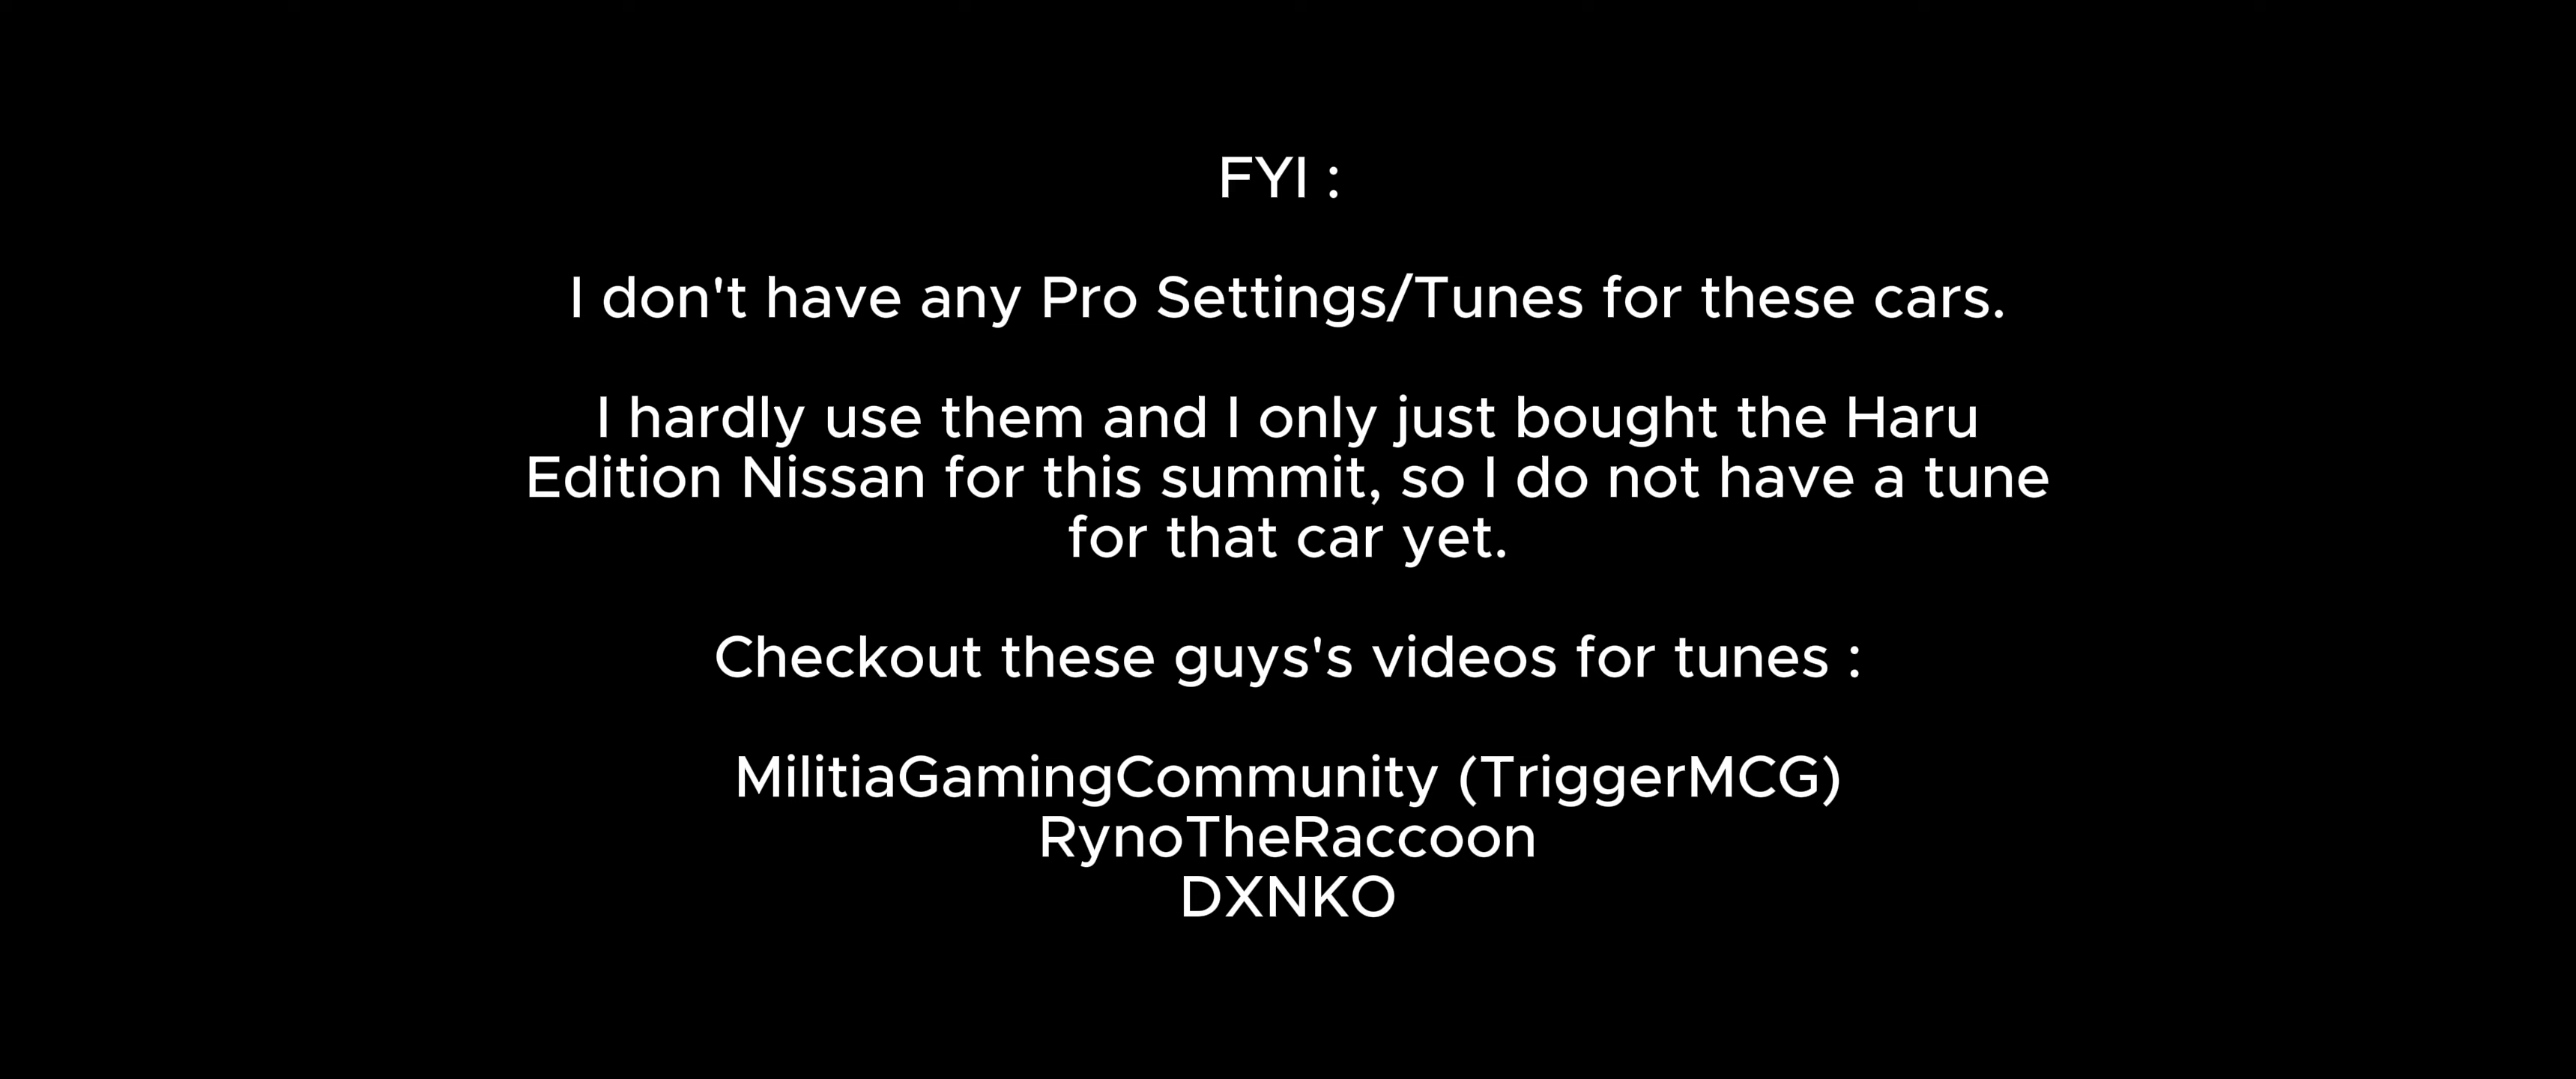 FYI :
I don't have any Pro Settings/Tunes for these cars.
I hardly use them and I only just bought the Haru
Edition Nissan for this summit, so I do not have a tune
for that car yet.
Checkout these guys's videos for tunes :
MilitiaGamingCommunity (TriggerMCG)
RynoTheRaccoon
DXNKO